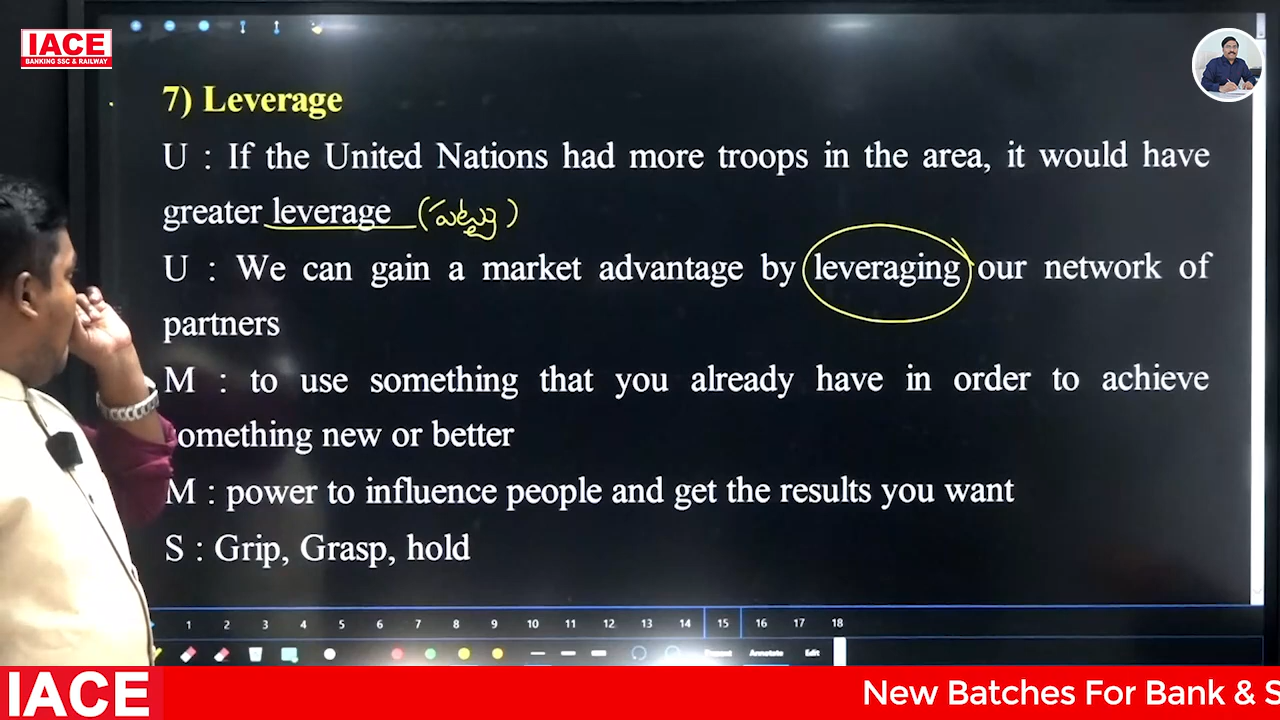 IACE
BANKING SSC & RAILWAY
7) Leverage
U : If the United Nations had more troops in the area, it would have
greater leverage (పట్టు)
U : We can gain a market advantage by leveraging our network of
partners
M : to use something that you already have in order to achieve
omething new or better
M : power to influence people and get the results you want
S : Grip, Grasp, hold
1 2 3 4 5 6 7 8 9 10 11 12 13 14 15 16 17 18
Annotate Edit
IACE
New Batches For Bank & S